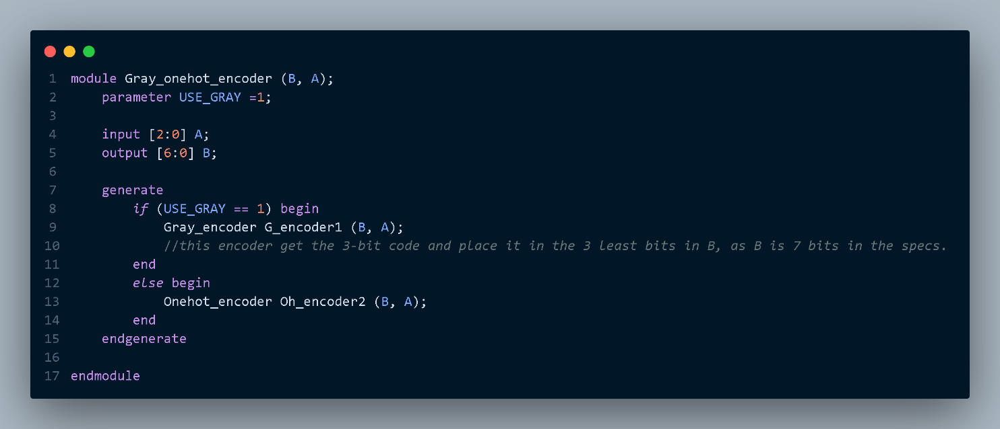 1 module Gray_onehot_encoder (B, A);
2 parameter USE_GRAY =1;
3
4 input [2:0] A;
5 output [6:0] B;
6
7 generate
8 if (USE_GRAY == 1) begin
9 Gray_encoder G_encoder1 (B, A);
10 //this encoder get the 3-bit code and place it in the 3 least bits in B, as B is 7 bits in the specs.
11 end
12 else begin
13 Onehot_encoder Oh_encoder2 (B, A);
14 end
15 endgenerate
16
17 endmodule